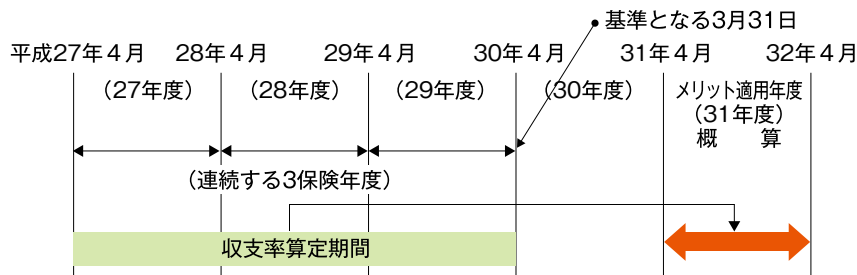 基準となる3月31日
平成27年4月 28年4月 29年4月 30年4月 31年4月 32年4月
（27年度） （28年度） （29年度） （30年度） メリット適用年度
（31年度）
概　算
（連続する3保険年度）
収支率算定期間